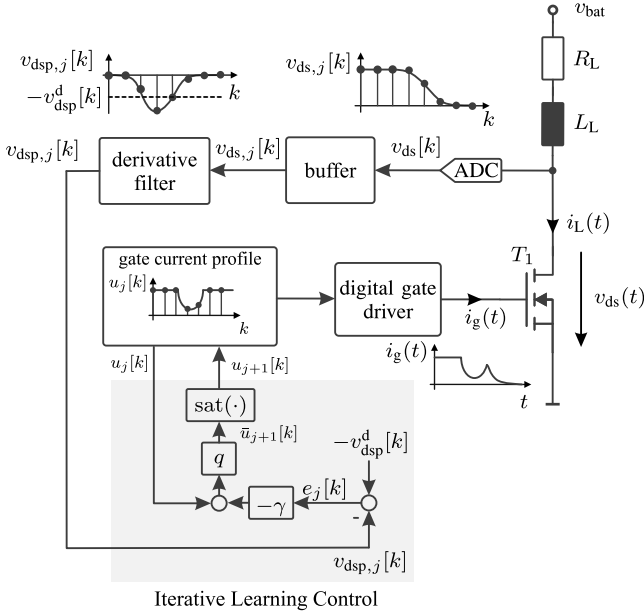 v_bat
v_dsp,j[k]
−v^d_dsp[k]
k
v_ds,j[k]
k
R_L
L_L
v_dsp,j[k]
derivative
filter
v_ds,j[k]
buffer
v_ds[k]
ADC
i_L(t)
gate current profile
u_j[k]
k
digital gate
driver
i_g(t)
T_1
v_ds(t)
i_g(t)
t
u_j[k]
u_j+1[k]
sat(·)
ū_j+1[k]
q
−v^d_dsp[k]
−γ
e_j[k]
-
v_dsp,j[k]
Iterative Learning Control